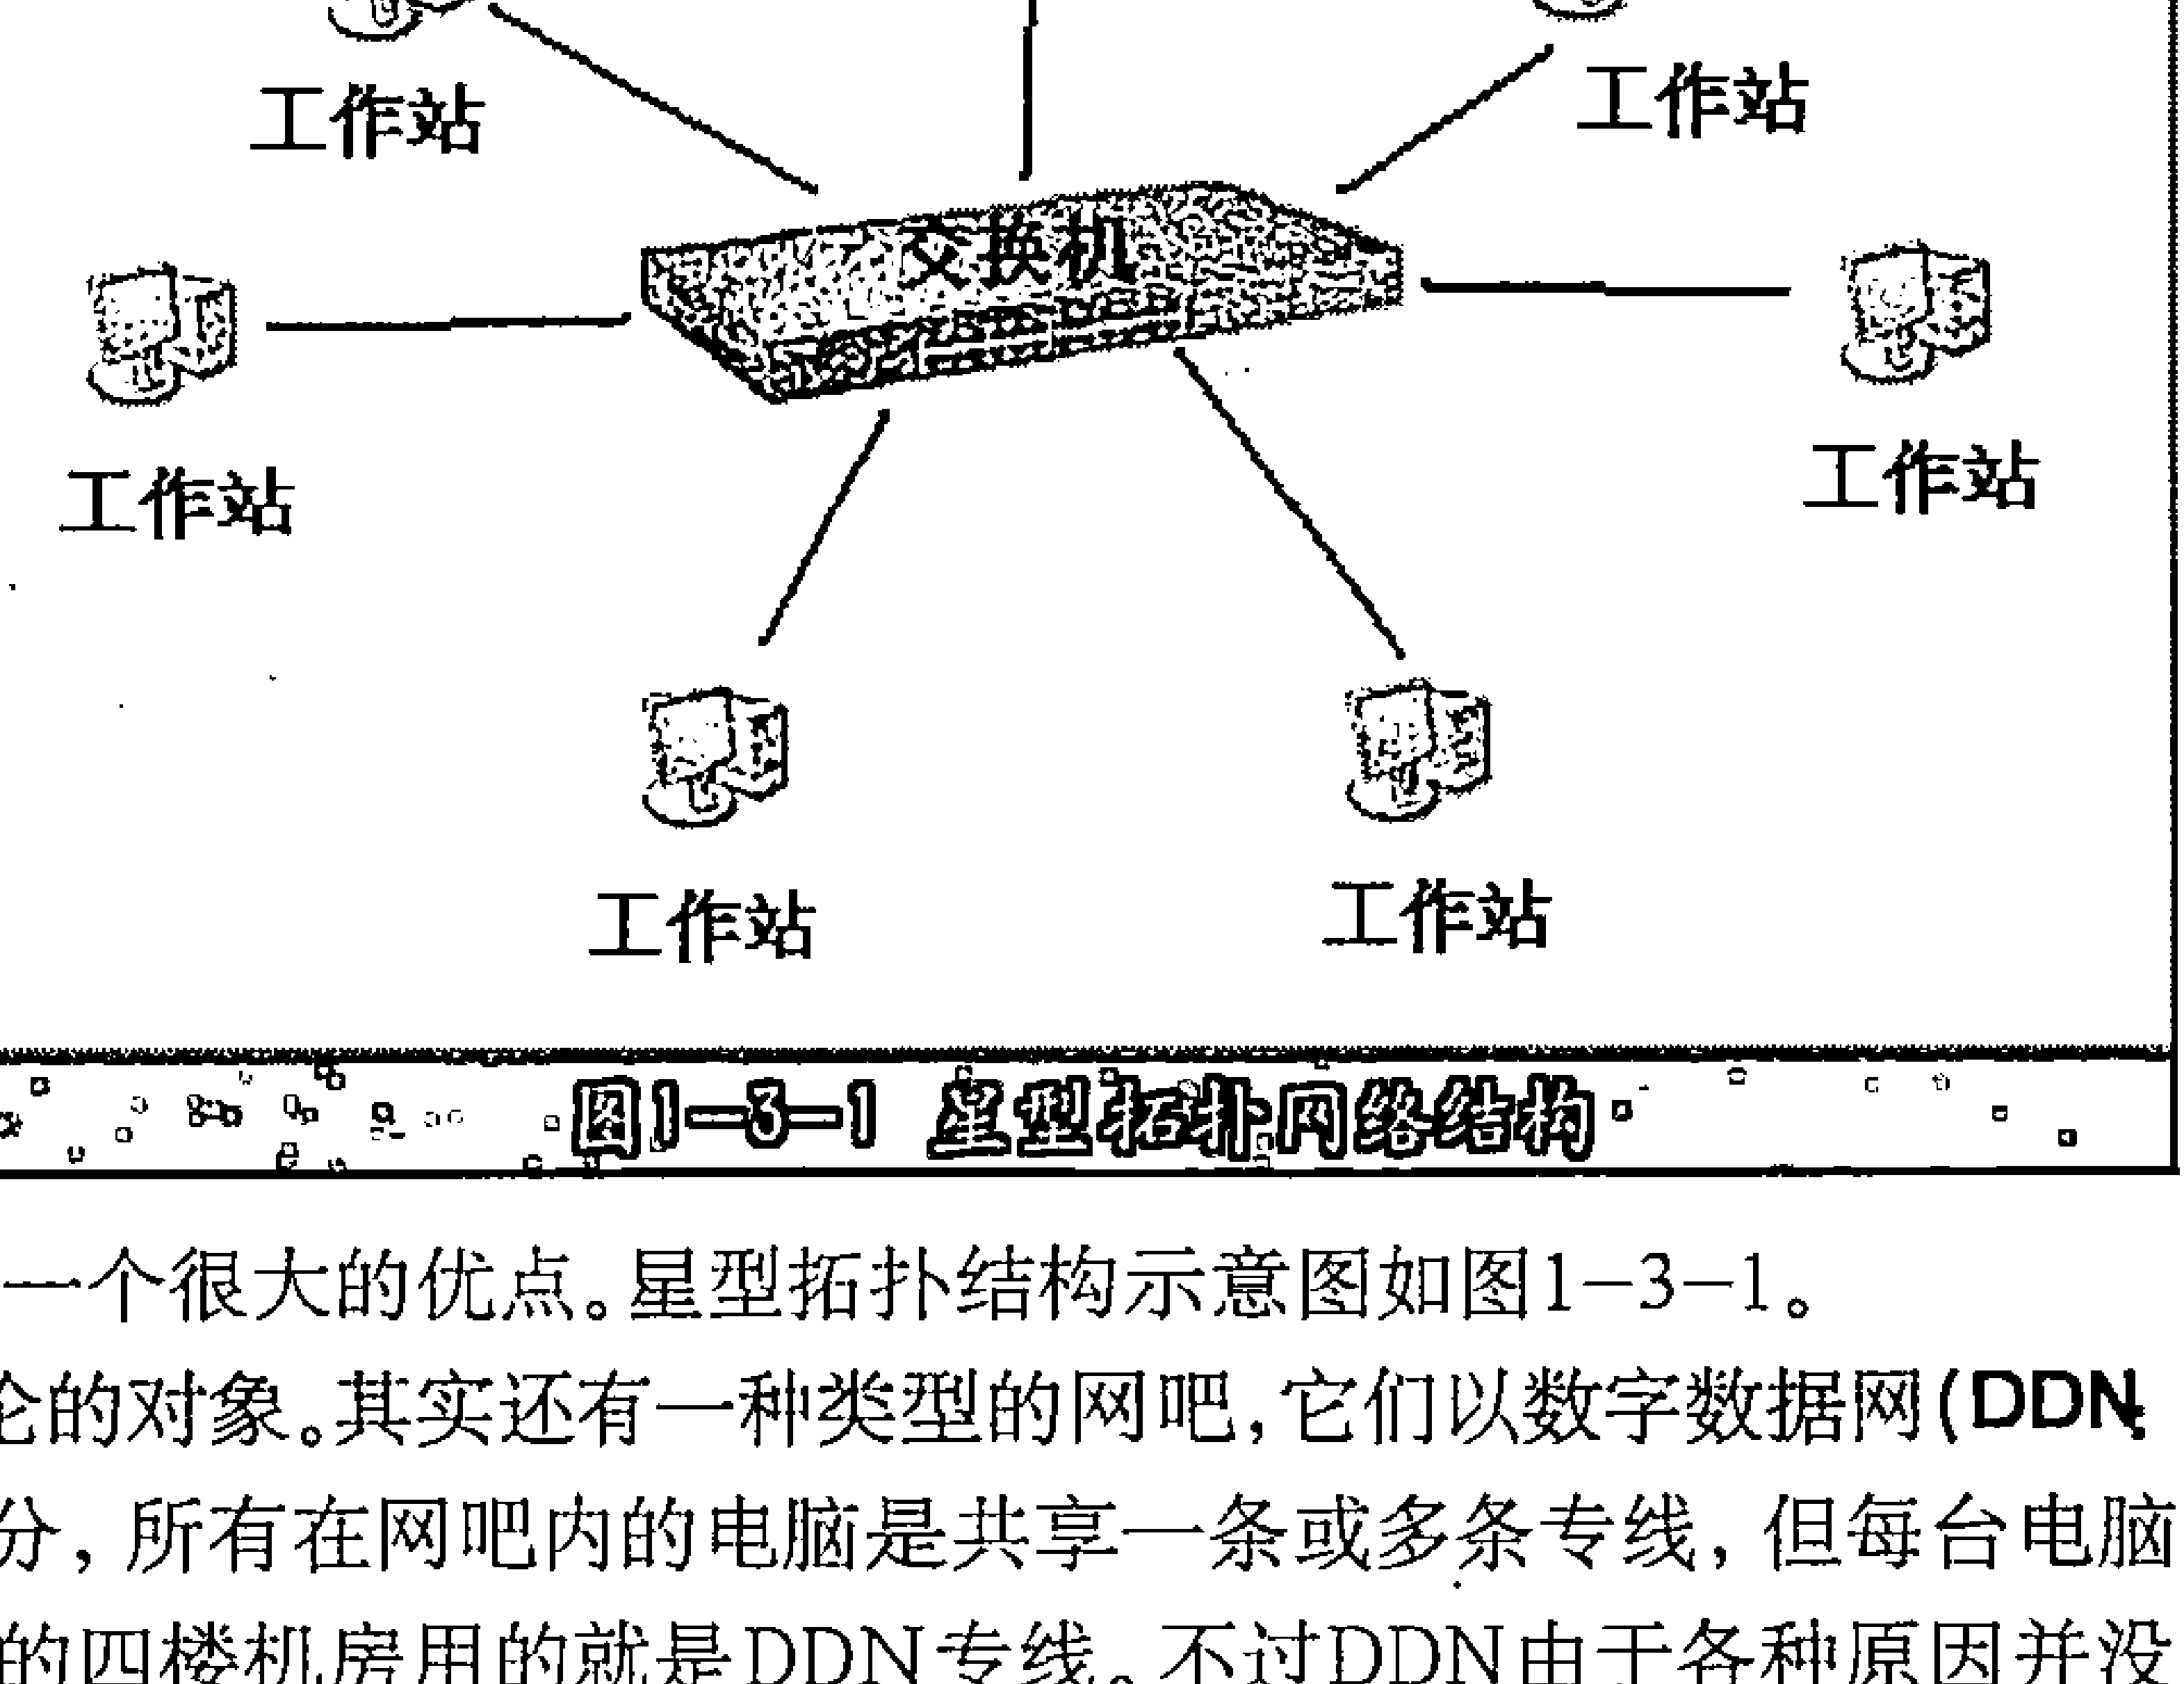 工作站
工作站
交换机
工作站
工作站
工作站
工作站
图1-3-1 星型拓扑网络结构
一个很大的优点。星型拓扑结构示意图如图1-3-1。
论的对象。其实还有一种类型的网吧,它们以数字数据网(DDN,
分,所有在网吧内的电脑是共享一条或多条专线,但每台电脑
的四楼机房用的就是DDN专线。不过DDN由于各种原因并没